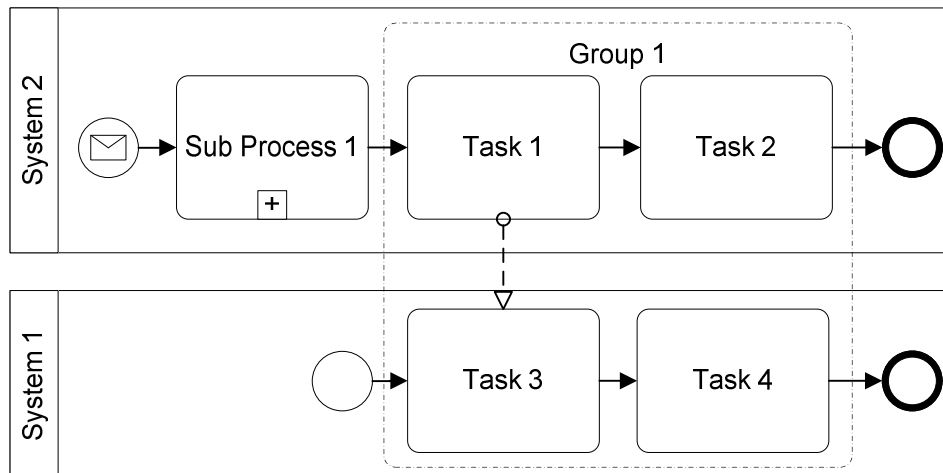 System 2
Group 1
Sub Process 1
Task 1
Task 2
System 1
Task 3
Task 4